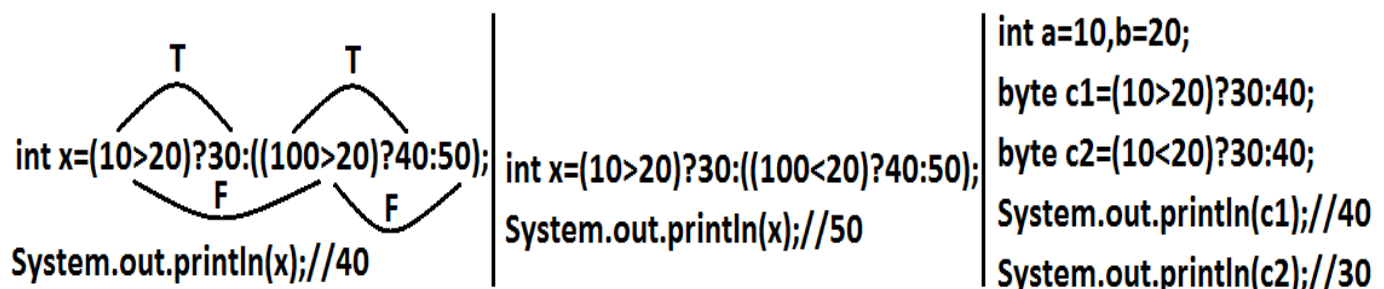 T T
int x=(10>20)?30:((100>20)?40:50);
F F
System.out.println(x);//40
int x=(10>20)?30:((100<20)?40:50);
System.out.println(x);//50
int a=10,b=20;
byte c1=(10>20)?30:40;
byte c2=(10<20)?30:40;
System.out.println(c1);//40
System.out.println(c2);//30